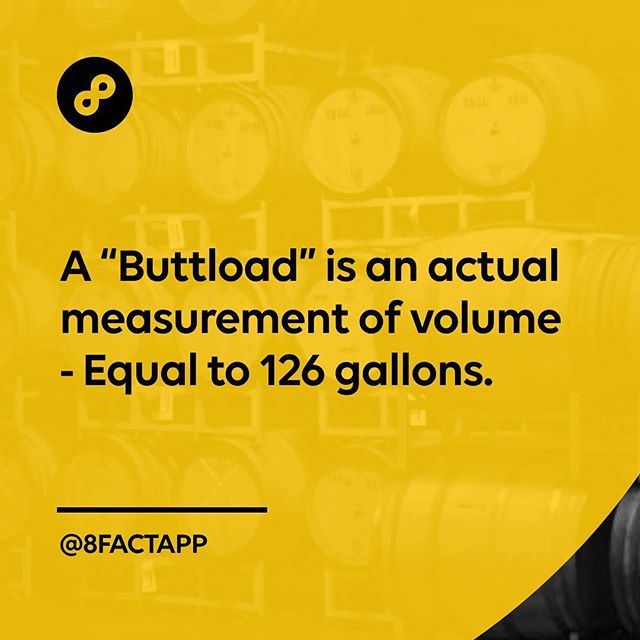 A “Buttload” is an actual
measurement of volume
- Equal to 126 gallons.
@8FACTAPP